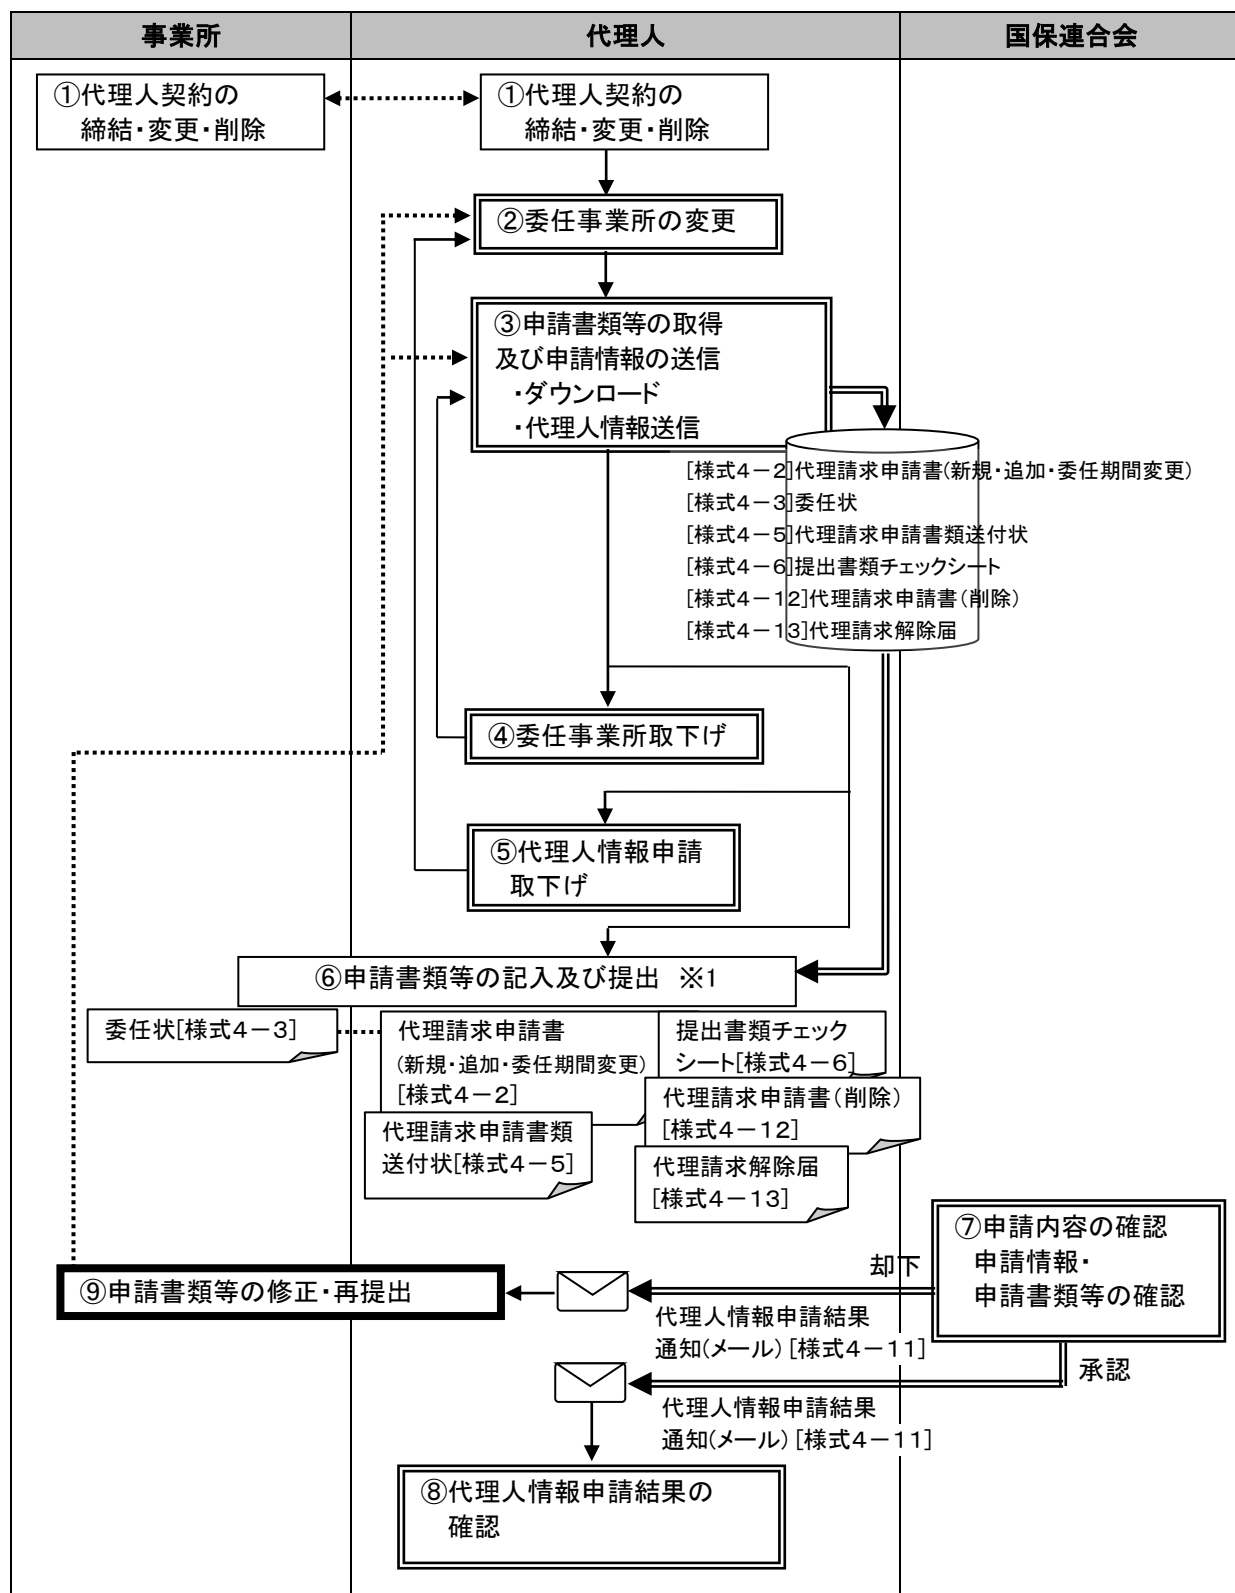 事業所
代理人
国保連合会
①代理人契約の
締結・変更・削除
①代理人契約の
締結・変更・削除
②委任事業所の変更
③申請書類等の取得
及び申請情報の送信
・ダウンロード
・代理人情報送信
[様式4－2]代理請求申請書(新規・追加・委任期間変更)
[様式4－3]委任状
[様式4－5]代理請求申請書類送付状
[様式4－6]提出書類チェックシート
[様式4－12]代理請求申請書(削除)
[様式4－13]代理請求解除届
④委任事業所取下げ
⑤代理人情報申請
取下げ
⑥申請書類等の記入及び提出 ※1
委任状[様式4－3]
代理請求申請書
(新規・追加・委任期間変更)
[様式4－2]
提出書類チェック
シート[様式4－6]
代理請求申請書類
送付状[様式4－5]
代理請求申請書(削除)
[様式4－12]
代理請求解除届
[様式4－13]
⑦申請内容の確認
申請情報・
申請書類等の確認
却下
⑨申請書類等の修正・再提出
代理人情報申請結果
通知(メール)[様式4－11]
承認
代理人情報申請結果
通知(メール)[様式4－11]
⑧代理人情報申請結果の
確認